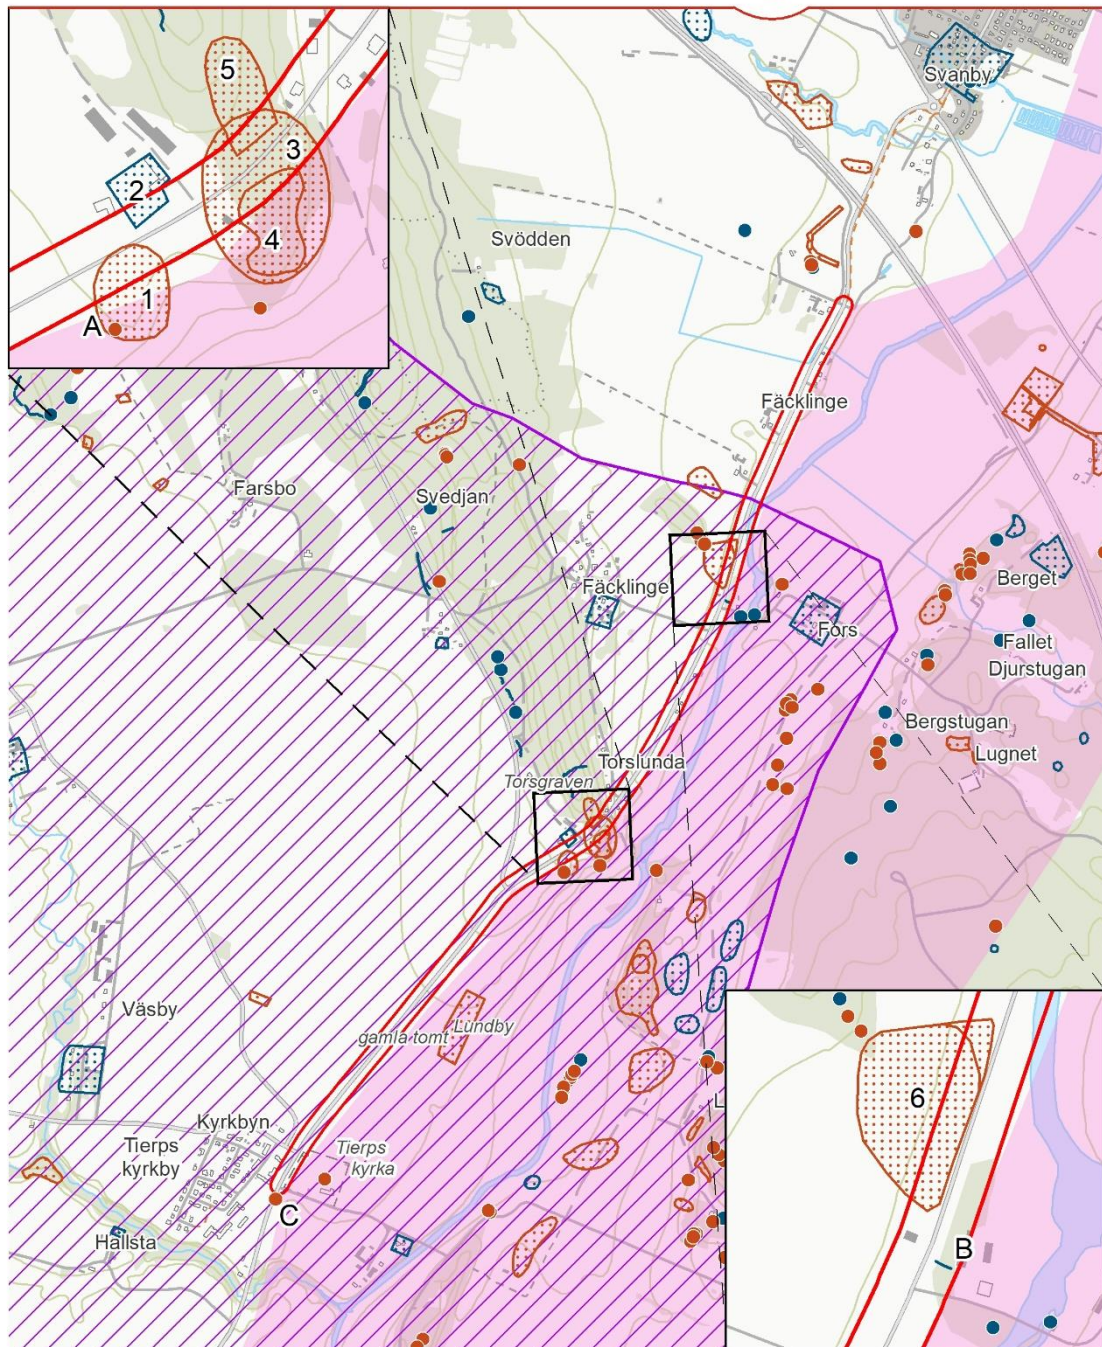 5
3
2
4
1
A
Svanby
Svödden
Fäcklinge
Farsbo
Svedjan
Fäcklinge
Fors
Berget
Fallet
Djurstugan
Bergstugan
Lugnet
Torslunda
Torsgraven
Väsby
gamla tomt
Lundby
Kyrkbyn
Tierps
kyrkby
Tierps
kyrka
C
Hallsta
L
6
B